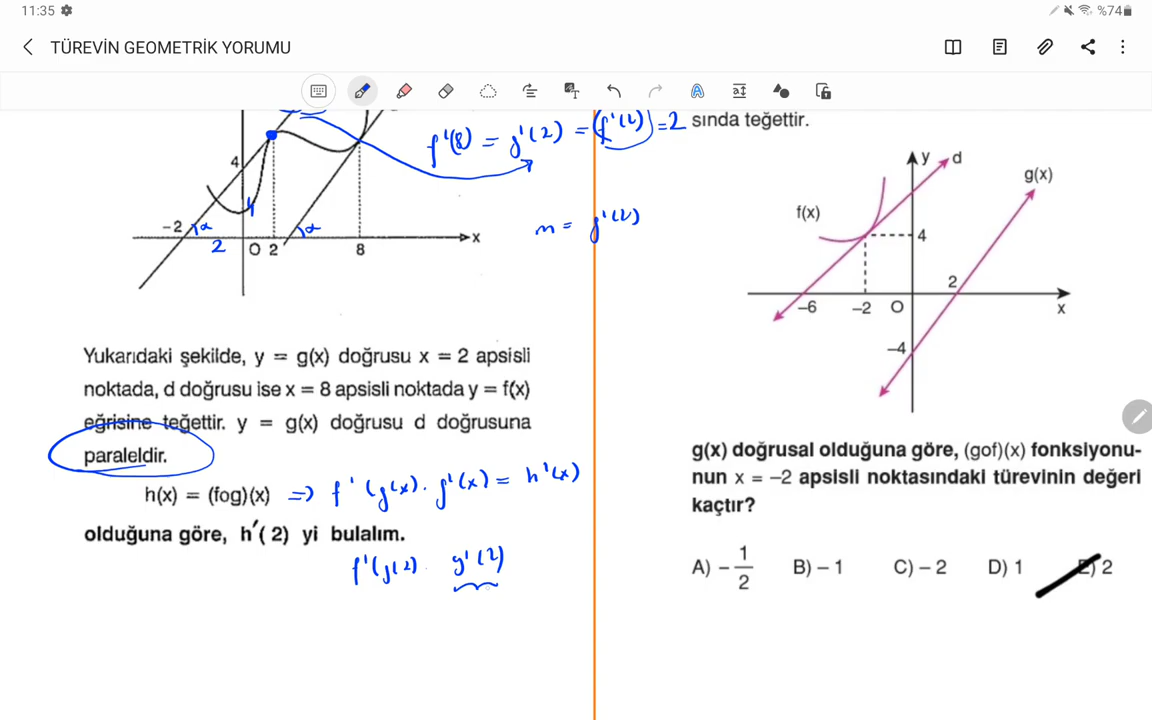 11:35
%74
TÜREVİN GEOMETRİK YORUMU
f'(8) = g'(2) = (f'(2)) = 2
m = g'(2)
4
-2
α
2
4
O
2
α
8
x
Yukarıdaki şekilde, y = g(x) doğrusu x = 2 apsisli
noktada, d doğrusu ise x = 8 apsisli noktada y = f(x)
eğrisine teğettir. y = g(x) doğrusu d doğrusuna
paraleldir.
h(x) = (fog)(x) => f'(g(x). g'(x) = h'(x)
olduğuna göre, h'(2) yi bulalım.
f'(g(2). g'(2)
sında teğettir.
y
d
g(x)
f(x)
4
2
-6
-2
O
x
-4
g(x) doğrusal olduğuna göre, (gof)(x) fonksiyonu-
nun x = -2 apsisli noktasındaki türevinin değeri
kaçtır?
A) -1/2 B) -1 C) -2 D) 1 E) 2